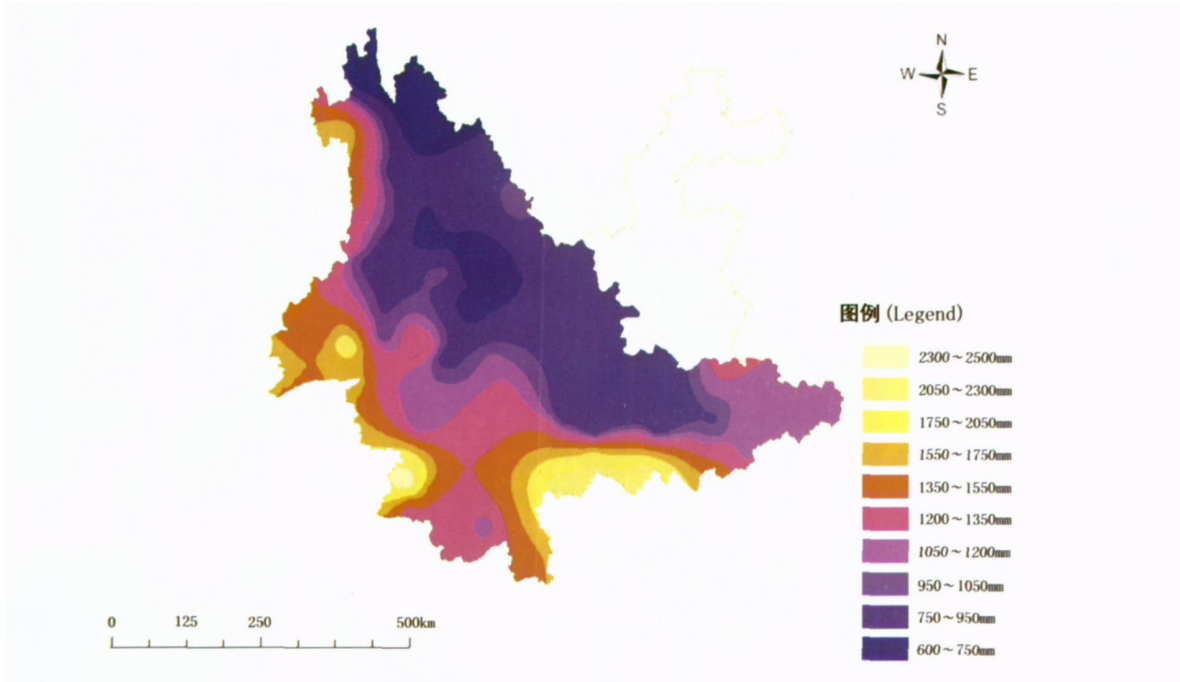 N
W E
S
图例 (Legend)
2300～2500mm
2050～2300mm
1750～2050mm
1550～1750mm
1350～1550mm
1200～1350mm
1050～1200mm
950～1050mm
750～950mm
600～750mm
0 125 250 500km